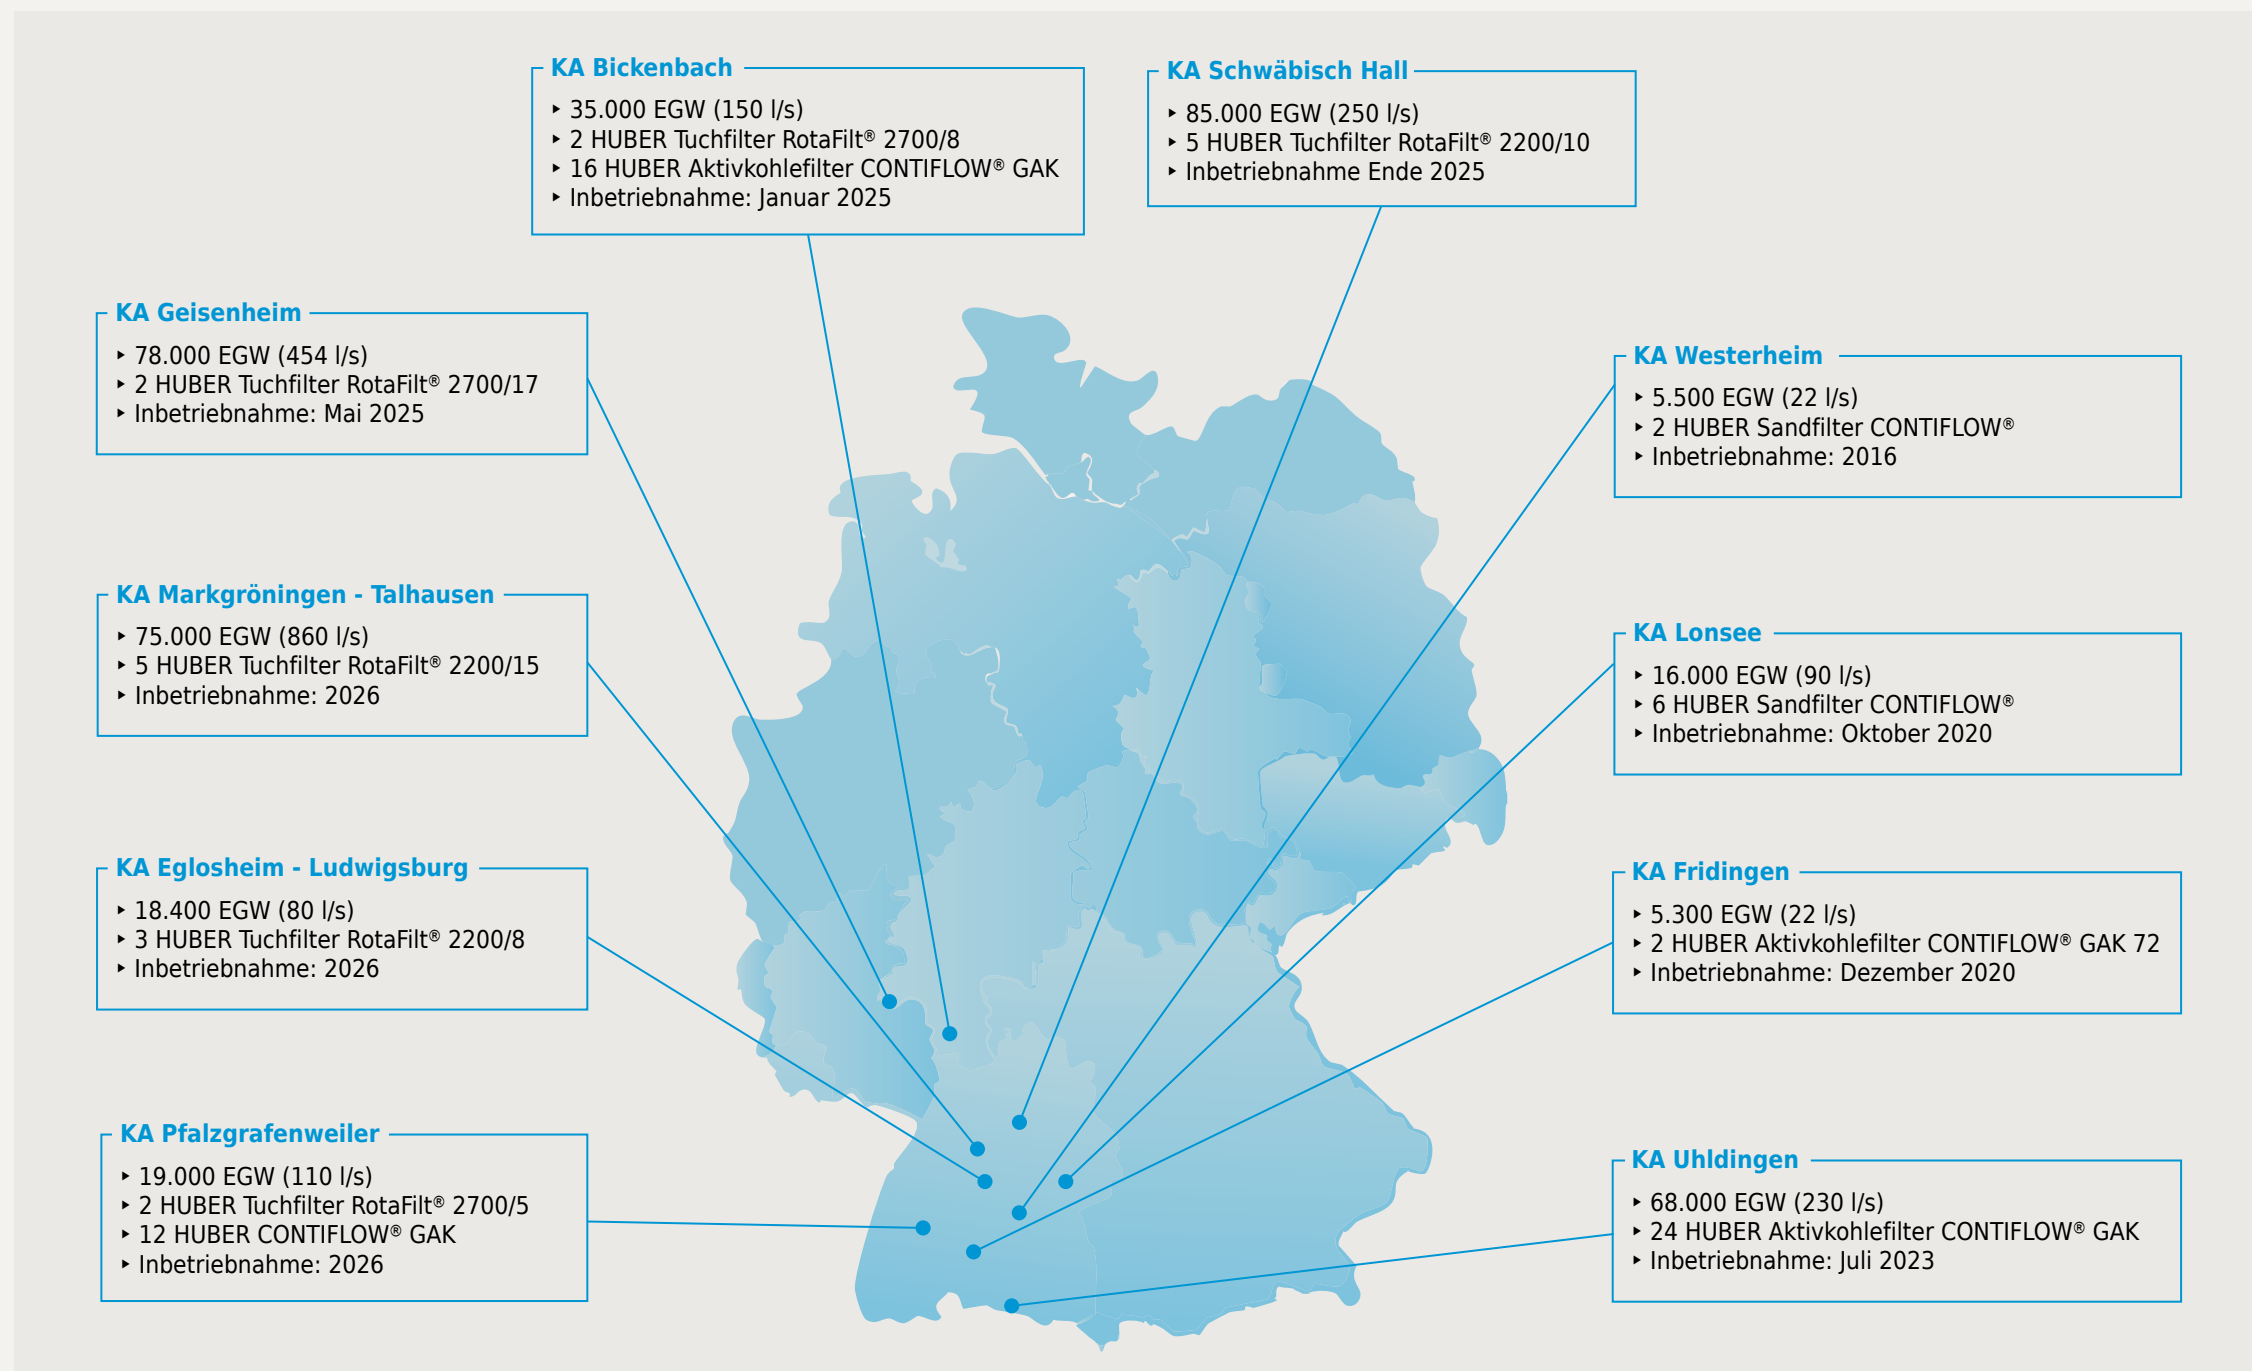 KA Bickenbach
‣ 35.000 EGW (150 l/s)
‣ 2 HUBER Tuchfilter RotaFilt® 2700/8
‣ 16 HUBER Aktivkohlefilter CONTIFLOW® GAK
‣ Inbetriebnahme: Januar 2025
KA Schwäbisch Hall
‣ 85.000 EGW (250 l/s)
‣ 5 HUBER Tuchfilter RotaFilt® 2200/10
‣ Inbetriebnahme Ende 2025
KA Geisenheim
‣ 78.000 EGW (454 l/s)
‣ 2 HUBER Tuchfilter RotaFilt® 2700/17
‣ Inbetriebnahme: Mai 2025
KA Westerheim
‣ 5.500 EGW (22 l/s)
‣ 2 HUBER Sandfilter CONTIFLOW®
‣ Inbetriebnahme: 2016
KA Markgröningen - Talhausen
‣ 75.000 EGW (860 l/s)
‣ 5 HUBER Tuchfilter RotaFilt® 2200/15
‣ Inbetriebnahme: 2026
KA Lonsee
‣ 16.000 EGW (90 l/s)
‣ 6 HUBER Sandfilter CONTIFLOW®
‣ Inbetriebnahme: Oktober 2020
KA Eglosheim - Ludwigsburg
‣ 18.400 EGW (80 l/s)
‣ 3 HUBER Tuchfilter RotaFilt® 2200/8
‣ Inbetriebnahme: 2026
KA Fridingen
‣ 5.300 EGW (22 l/s)
‣ 2 HUBER Aktivkohlefilter CONTIFLOW® GAK 72
‣ Inbetriebnahme: Dezember 2020
KA Pfalzgrafenweiler
‣ 19.000 EGW (110 l/s)
‣ 2 HUBER Tuchfilter RotaFilt® 2700/5
‣ 12 HUBER CONTIFLOW® GAK
‣ Inbetriebnahme: 2026
KA Uhldingen
‣ 68.000 EGW (230 l/s)
‣ 24 HUBER Aktivkohlefilter CONTIFLOW® GAK
‣ Inbetriebnahme: Juli 2023